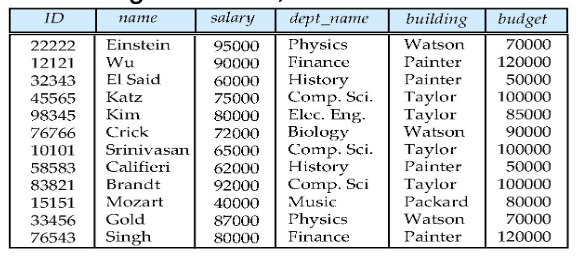 ID name salary dept_name building budget
22222 Einstein 95000 Physics Watson 70000
12121 Wu 90000 Finance Painter 120000
32343 El Said 60000 History Painter 50000
45565 Katz 75000 Comp. Sci. Taylor 100000
98345 Kim 80000 Elec. Eng. Taylor 85000
76766 Crick 72000 Biology Watson 90000
10101 Srinivasan 65000 Comp. Sci. Taylor 100000
58583 Califieri 62000 History Painter 50000
83821 Brandt 92000 Comp. Sci Taylor 100000
15151 Mozart 40000 Music Packard 80000
33456 Gold 87000 Physics Watson 70000
76543 Singh 80000 Finance Painter 120000